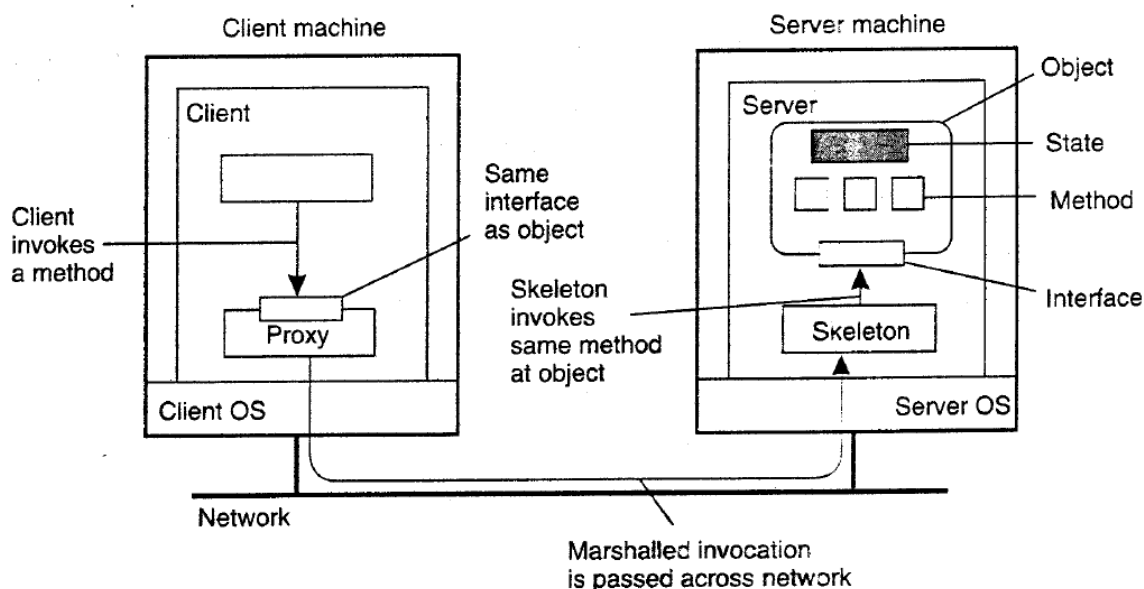 Client machine
Server machine
Object
Client
Server
State
Same
interface
as object
Method
Client
invokes
a method
Skeleton
invokes
same method
at object
Interface
Proxy
Skeleton
Client OS
Server OS
Network
Marshalled invocation
is passed across network